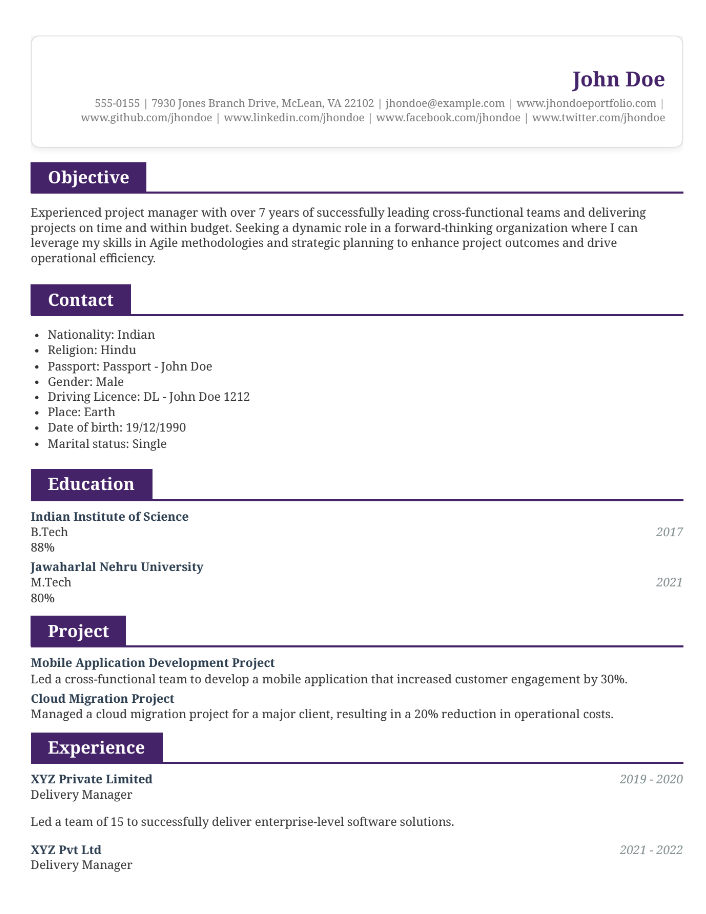 John Doe
555-0155 | 7930 Jones Branch Drive, McLean, VA 22102 | jhondoe@example.com | www.jhondoeportfolio.com |
www.github.com/jhondoe | www.linkedin.com/jhondoe | www.facebook.com/jhondoe | www.twitter.com/jhondoe
Objective
Experienced project manager with over 7 years of successfully leading cross-functional teams and delivering
projects on time and within budget. Seeking a dynamic role in a forward-thinking organization where I can
leverage my skills in Agile methodologies and strategic planning to enhance project outcomes and drive
operational efficiency.
Contact
• Nationality: Indian
• Religion: Hindu
• Passport: Passport - John Doe
• Gender: Male
• Driving Licence: DL - John Doe 1212
• Place: Earth
• Date of birth: 19/12/1990
• Marital status: Single
Education
Indian Institute of Science
B.Tech 2017
88%
Jawaharlal Nehru University
M.Tech 2021
80%
Project
Mobile Application Development Project
Led a cross-functional team to develop a mobile application that increased customer engagement by 30%.
Cloud Migration Project
Managed a cloud migration project for a major client, resulting in a 20% reduction in operational costs.
Experience
XYZ Private Limited 2019 - 2020
Delivery Manager
Led a team of 15 to successfully deliver enterprise-level software solutions.
XYZ Pvt Ltd 2021 - 2022
Delivery Manager